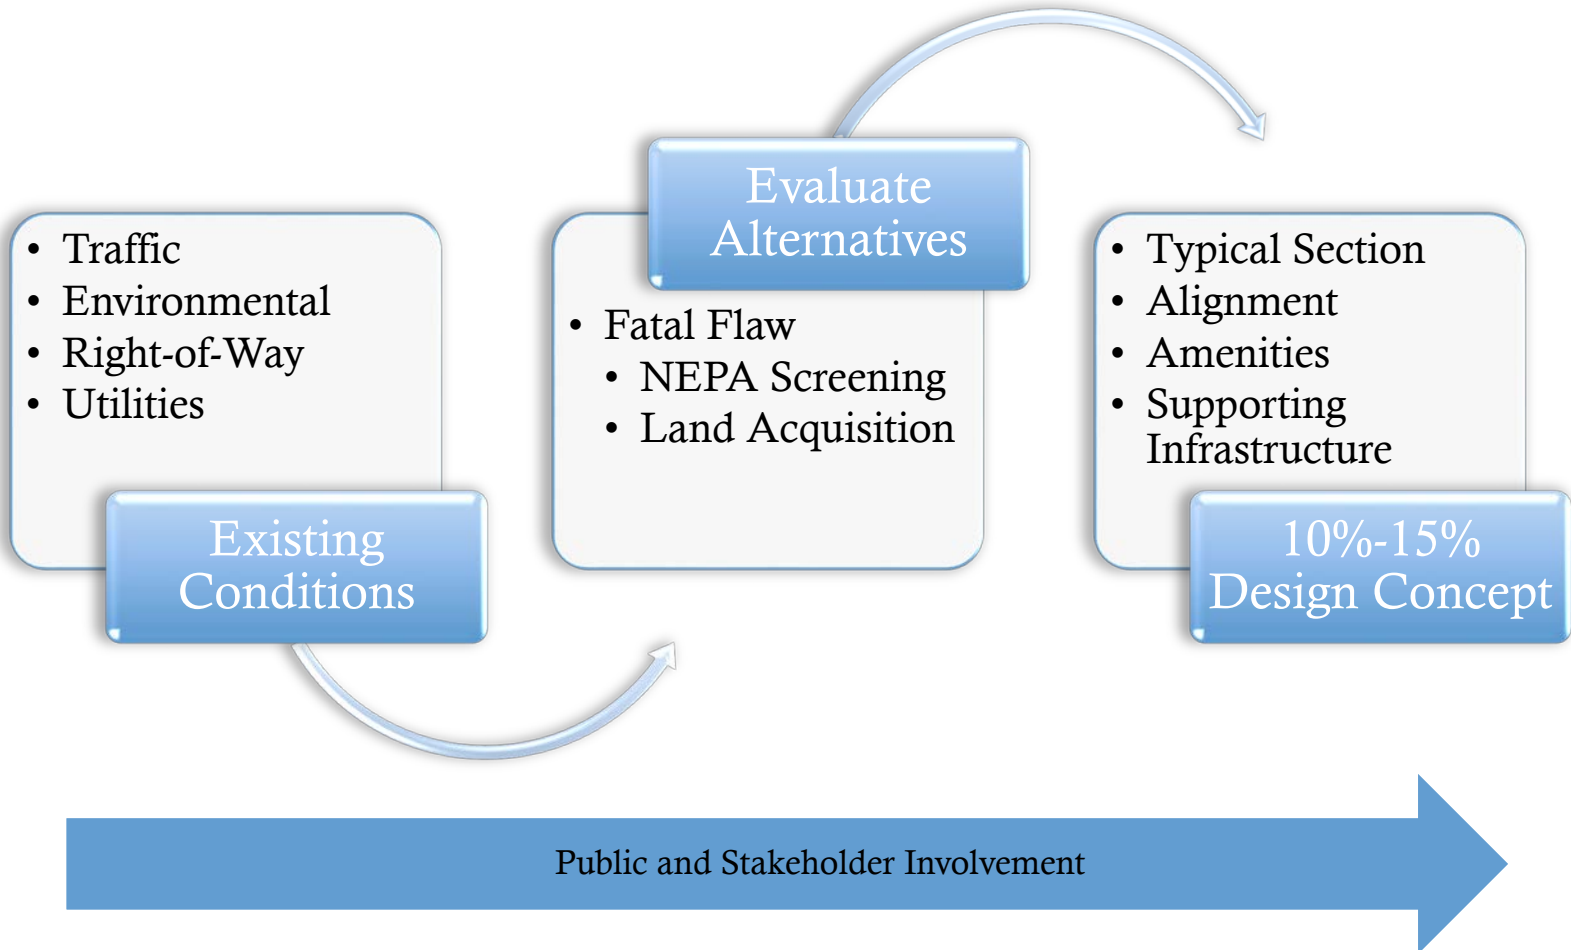 • Traffic
• Environmental
• Right-of-Way
• Utilities
Existing
Conditions
Evaluate
Alternatives
• Fatal Flaw
• NEPA Screening
• Land Acquisition
• Typical Section
• Alignment
• Amenities
• Supporting
Infrastructure
10%-15%
Design Concept
Public and Stakeholder Involvement